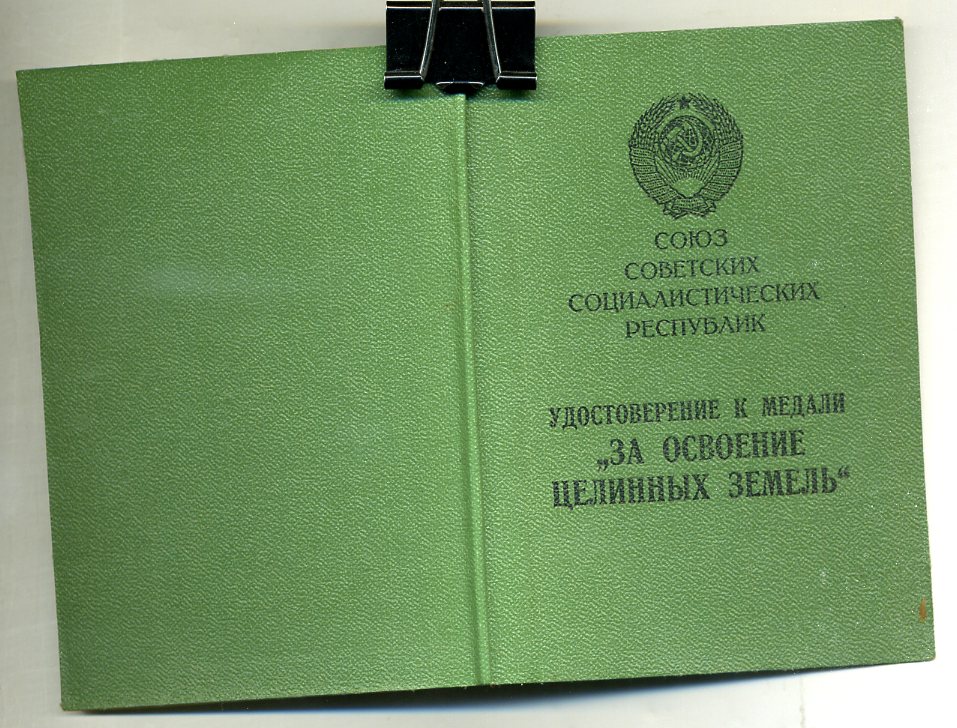 СОЮЗ
СОВЕТСКИХ
СОЦИАЛИСТИЧЕСКИХ
РЕСПУБЛИК
УДОСТОВЕРЕНИЕ К МЕДАЛИ
„ЗА ОСВОЕНИЕ
ЦЕЛИННЫХ ЗЕМЕЛЬ“